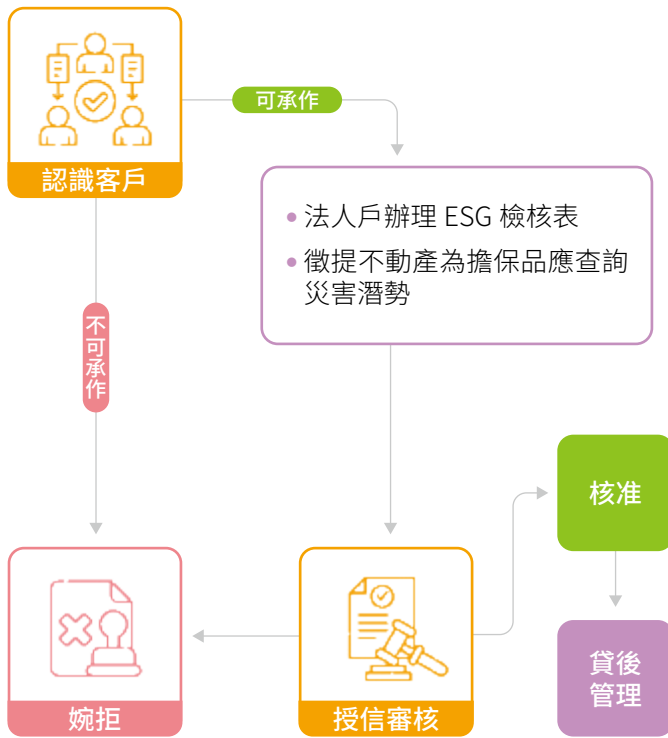 認識客戶
可承作
• 法人戶辦理 ESG 檢核表
• 徵提不動產為擔保品應查詢
災害潛勢
不可承作
核准
婉拒
授信審核
貸後
管理